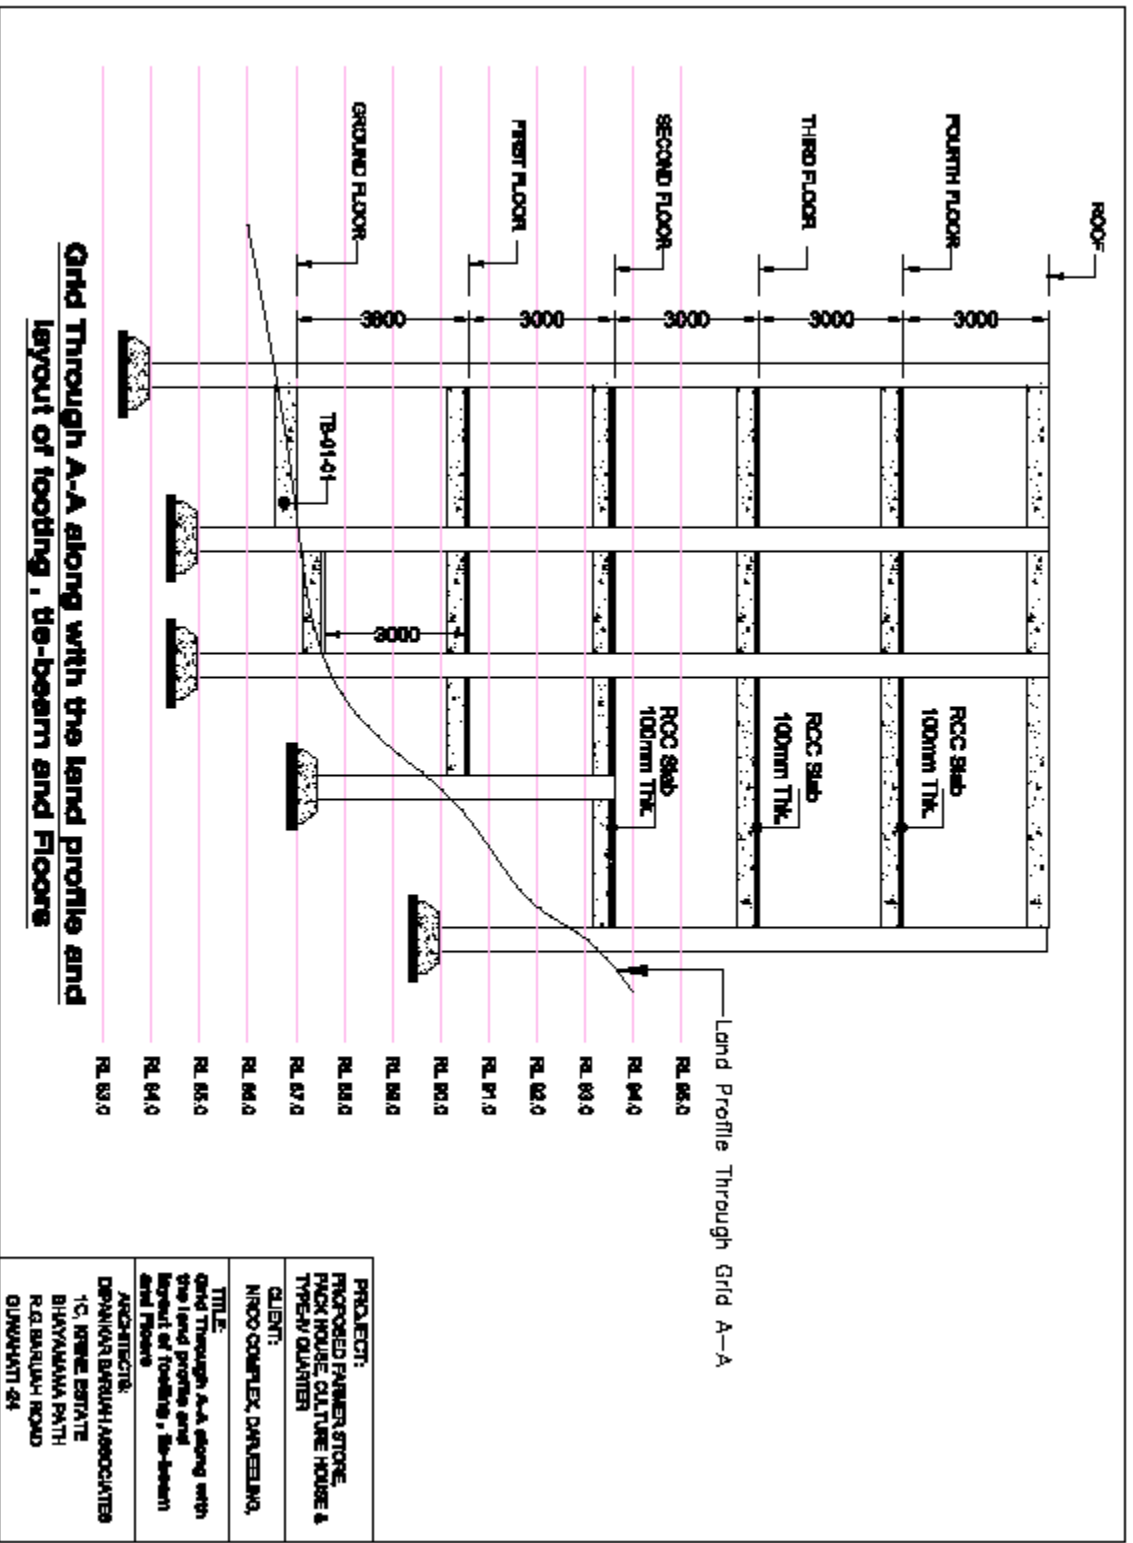 ROOF
FOURTH FLOOR
THIRD FLOOR
SECOND FLOOR
FIRST FLOOR
GROUND FLOOR
3000
3000
3000
3000
3600
3000
TB-01-01
RCC Slab
100mm Thk.
RCC Slab
100mm Thk.
RCC Slab
100mm Thk.
Land Profile Through Grid A-A
RL 95.0
RL 94.0
RL 93.0
RL 92.0
RL 91.0
RL 90.0
RL 89.0
RL 88.0
RL 87.0
RL 86.0
RL 85.0
RL 84.0
RL 83.0
Grid Through A-A along with the land profile and
layout of footing , tie-beam and Floors
PROJECT:
PROPOSED FARMER STORE,
PACK HOUSE, CULTURE HOUSE &
TYPE-IV QUARTER
CLIENT:
NRCO COMPLEX, DARJEELING,
TITLE:
Grid Through A-A along with
the land profile and
layout of footing , tie-beam
and Floors
ARCHITECTS:
DIPANKAR BARUAH ASSOCIATES
1C, ESTATE
BHAYAMAMA PATH
R.G. BARUAH ROAD
GUWAHATI -24